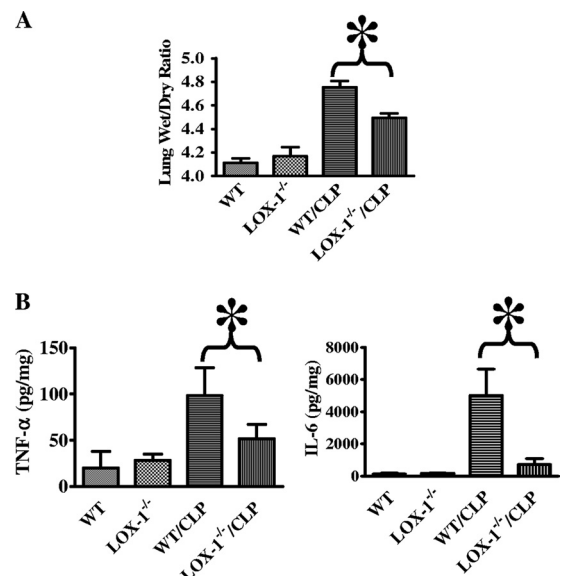 A
*
Lung Wet/Dry Ratio
5.0
4.8
4.6
4.4
4.2
4.0
WT
LOX-1-/-
WT/CLP
LOX-1-/-/CLP
B
*
TNF-α (pg/mg)
150
100
50
0
WT
LOX-1-/-
WT/CLP
LOX-1-/-/CLP
*
IL-6 (pg/mg)
8000
6000
4000
2000
0
WT
LOX-1-/-
WT/CLP
LOX-1-/-/CLP